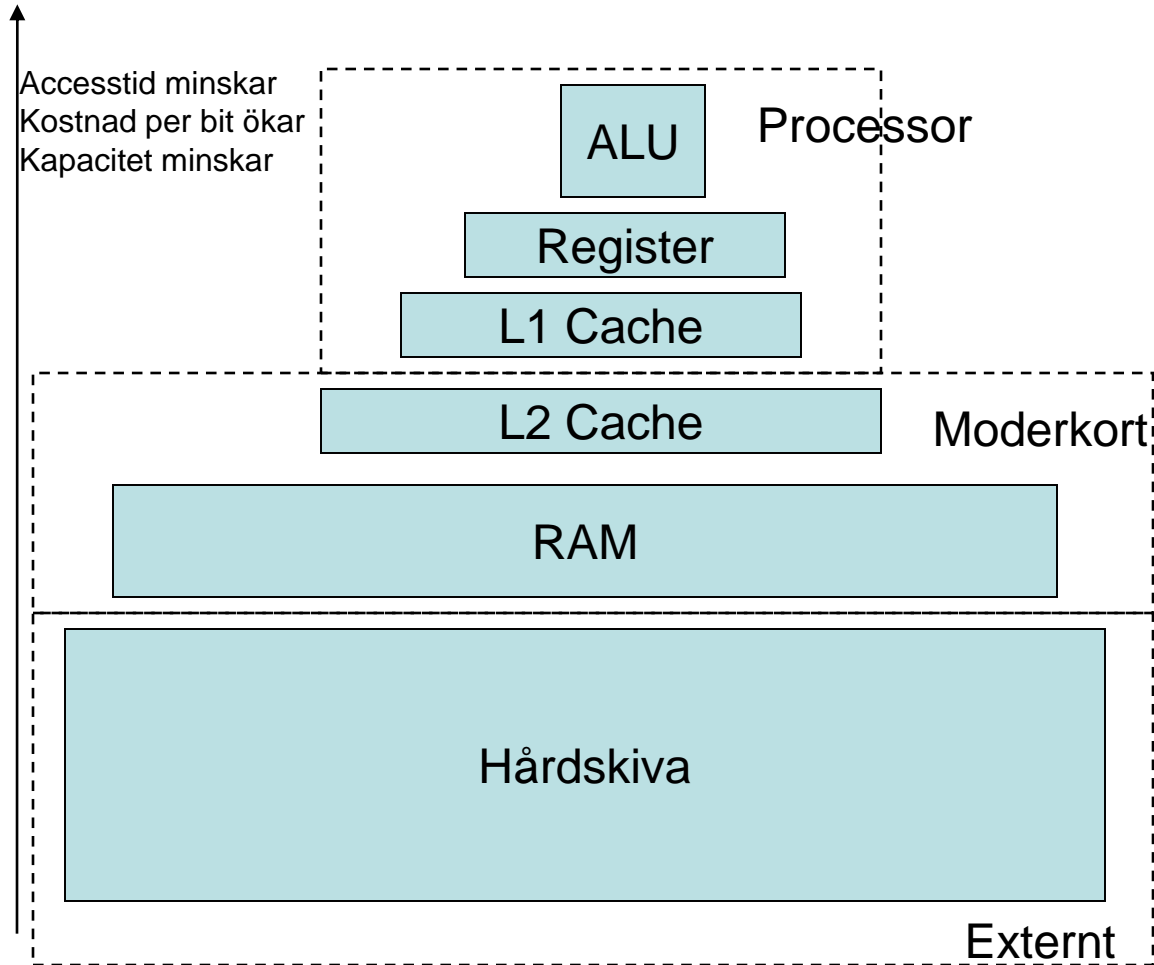 Accesstid minskar
Kostnad per bit ökar
Kapacitet minskar
ALU
Processor
Register
L1 Cache
L2 Cache
Moderkort
RAM
Hårdskiva
Externt